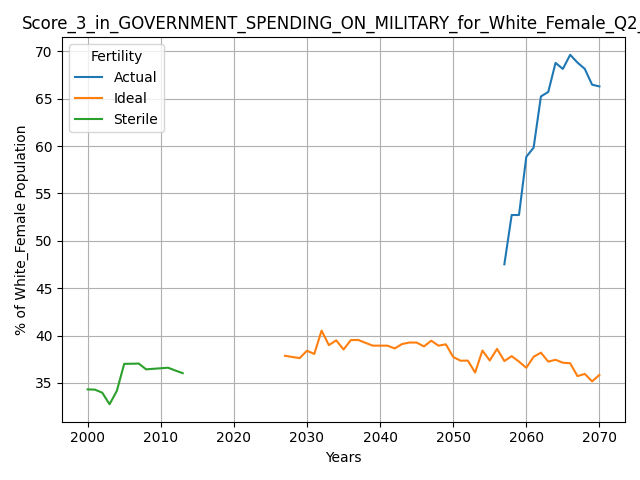 Score_3_in_GOVERNMENT_SPENDING_ON_MILITARY_for_White_Female_Q2_
Fertility
Actual
Ideal
Sterile
% of White_Female Population
70
65
60
55
50
45
40
35
2000 2010 2020 2030 2040 2050 2060 2070
Years